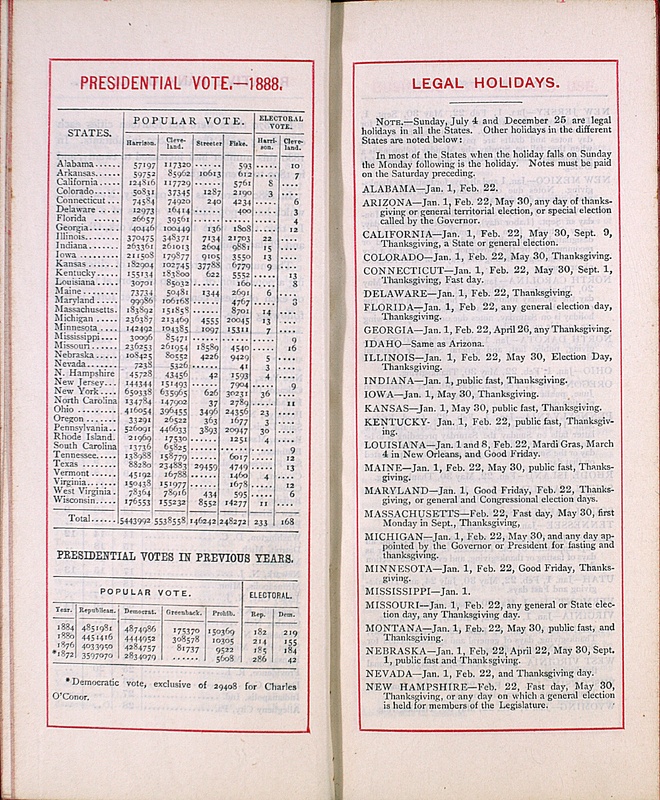 PRESIDENTIAL VOTE.—1888.
STATES. POPULAR VOTE. ELECTORAL VOTE.
Harrison. Cleveland. Streeter Fiske. Harrison. Cleveland.
Alabama 57197 117320 ...... 593 .... 10
Arkansas 59752 85962 10613 612 .... 7
California 124816 117729 ...... 5761 8 ....
Colorado 50831 37345 1287 2190 3 ....
Connecticut 74584 74920 240 4234 .... 6
Delaware 12973 16414 ...... 400 .... 3
Florida 26657 39561 ...... .... 4
Georgia 40446 100449 136 1808 .... 12
Illinois 370475 348371 7134 21703 22 ....
Indiana 263361 261013 2604 9881 15 ....
Iowa 211508 179877 9105 3550 13 ....
Kansas 182904 102745 37788 6779 9 ....
Kentucky 155134 183800 622 5552 .... 13
Louisiana 30701 85032 ...... 160 .... 8
Maine 73734 50481 1344 2691 6 ....
Maryland 99986 106168 ...... 4767 .... 8
Massachusetts. 183892 151858 ...... 8701 14 ....
Michigan 236387 213469 4555 20045 13 ....
Minnesota 142492 104385 1097 15311 7 ....
Mississippi 30096 85471 ...... .... 9
Missouri 236253 261954 18589 4540 .... 16
Nebraska 108425 80552 4226 9429 5 ....
Nevada 7238 5326 ...... 41 3 ....
N. Hampshire 45728 43456 42 1593 4 ....
New Jersey 144344 151493 ...... 7904 .... 9
New York 650338 635965 626 30231 36 ....
North Carolina 134784 147902 37 2789 .... 11
Ohio 416054 396455 3496 24356 23 ....
Oregon 33291 26522 363 1677 3 ....
Pennsylvania 526091 446633 3893 20947 30 ....
Rhode Island. 21969 17530 ...... 1251 4 ....
South Carolina 13736 65825 ...... .... 9
Tennessee 138988 158779 ...... 6017 .... 12
Texas 88280 234883 29459 4749 .... 13
Vermont 45192 16788 ...... 1460 4 ....
Virginia 150438 151977 ...... 1678 .... 12
West Virginia. 78364 78916 434 595 .... 6
Wisconsin 176553 155232 8552 14277 11 ....
Total 5443992 5538558 146242 248272 233 168
PRESIDENTIAL VOTES IN PREVIOUS YEARS.
POPULAR VOTE. ELECTORAL.
Year. Republican. Democrat. Greenback. Prohib. Rep. Dem.
1884 4851981 4874986 175370 150369 182 219
1880 4451416 4444952 308578 10305 214 155
1876 4033950 4284757 81737 9522 185 184
*1872 3597070 2834079 ...... 5608 286 42
*Democratic vote, exclusive of 29408 for Charles
O'Conor.
LEGAL HOLIDAYS.
NOTE.—Sunday, July 4 and December 25 are legal
holidays in all the States. Other holidays in the different
States are noted below:
In most of the States when the holiday falls on Sunday
the Monday following is the holiday. Notes must be paid
on the Saturday preceding.
ALABAMA—Jan. 1, Feb. 22.
ARIZONA—Jan. 1, Feb. 22, May 30, any day of thanks-
giving or general territorial election, or special election
called by the Governor.
CALIFORNIA—Jan. 1, Feb. 22, May 30, Sept. 9,
Thanksgiving, a State or general election.
COLORADO—Jan. 1, Feb. 22, May 30, Thanksgiving.
CONNECTICUT—Jan. 1, Feb. 22, May 30, Sept. 1,
Thanksgiving, Fast day.
DELAWARE—Jan. 1, Feb. 22, Thanksgiving.
FLORIDA—Jan. 1, Feb. 22, any general election day,
Thanksgiving.
GEORGIA—Jan. 1, Feb. 22, April 26, any Thanksgiving.
IDAHO—Same as Arizona.
ILLINOIS—Jan. 1, Feb. 22, May 30, Election Day,
Thanksgiving.
INDIANA—Jan. 1, public fast, Thanksgiving.
IOWA—Jan. 1, May 30, Thanksgiving.
KANSAS—Jan. 1, May 30, public fast, Thanksgiving.
KENTUCKY- Jan. 1, Feb. 22, public fast, Thanksgiv-
ing.
LOUISIANA—Jan. 1 and 8, Feb. 22, Mardi Gras, March
4 in New Orleans, and Good Friday.
MAINE—Jan. 1, Feb. 22, May 30, public fast, Thanks-
giving.
MARYLAND—Jan. 1, Good Friday, Feb. 22, Thanks-
giving, and general and Congressional election days.
MASSACHUSETTS—Feb. 22, Fast day, May 30, first
Monday in Sept., Thanksgiving,
MICHIGAN—Jan. 1, Feb. 22, May 30, and any day ap-
pointed by the Governor or President for fasting and
thanksgiving.
MINNESOTA—Jan. 1, Feb. 22, Good Friday, Thanks-
giving.
MISSISSIPPI—Jan. 1.
MISSOURI—Jan. 1, Feb. 22, any general or State elec-
tion day, any Thanksgiving day.
MONTANA—Jan. 1, Feb. 22, May 30, public fast, and
Thanksgiving.
NEBRASKA—Jan. 1, Feb. 22, April 22, May 30, Sept.
1, public fast and Thanksgiving.
NEVADA—Jan. 1, Feb. 22, and Thanksgiving day.
NEW HAMPSHIRE—Feb. 22, Fast day, May 30,
Thanksgiving, or any day on which a general election
is held for members of the Legislature.